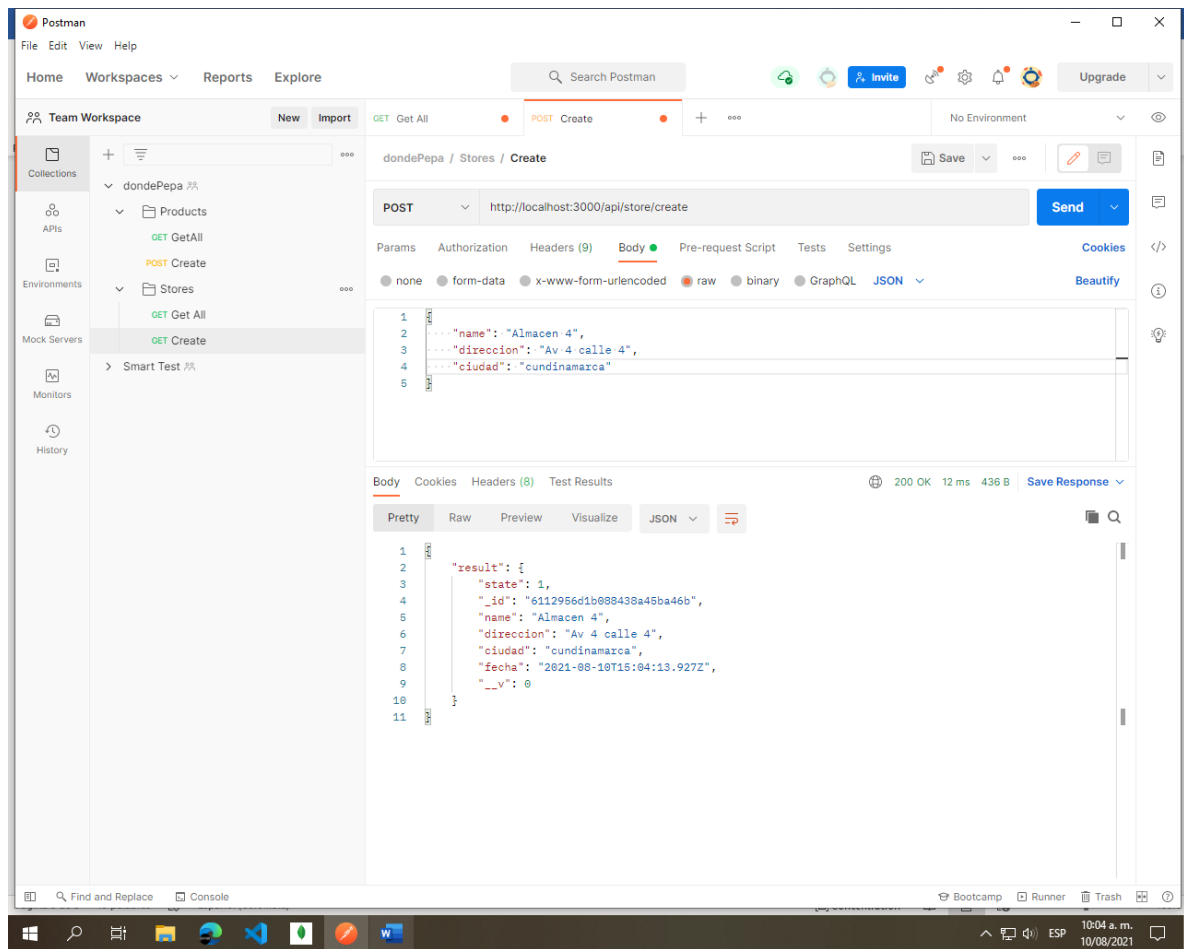 Postman
File Edit View Help
Home Workspaces Reports Explore
Search Postman
Invite
Upgrade
Team Workspace
New Import
GET Get All
POST Create
No Environment
Collections
APIs
Environments
Mock Servers
Monitors
History
dondePepa
Products
GET GetAll
POST Create
Stores
GET Get All
GET Create
Smart Test
dondePepa / Stores / Create
Save
POST
http://localhost:3000/api/store/create
Send
Params Authorization Headers (9) Body Pre-request Script Tests Settings
Cookies
none form-data x-www-form-urlencoded raw binary GraphQL JSON
Beautify
1 {
2 "name": "Almacen 4",
3 "direccion": "Av 4 calle 4",
4 "ciudad": "cundinamarca"
5 }
Body Cookies Headers (8) Test Results
200 OK 12 ms 436 B Save Response
Pretty Raw Preview Visualize JSON
1 {
2 "result": {
3 "state": 1,
4 "_id": "6112956d1b088438a45ba46b",
5 "name": "Almacen 4",
6 "direccion": "Av 4 calle 4",
7 "ciudad": "cundinamarca",
8 "fecha": "2021-08-10T15:04:13.927Z",
9 "__v": 0
10 }
11 }
Find and Replace Console
Bootcamp Runner Trash
ESP
10:04 a. m.
10/08/2021